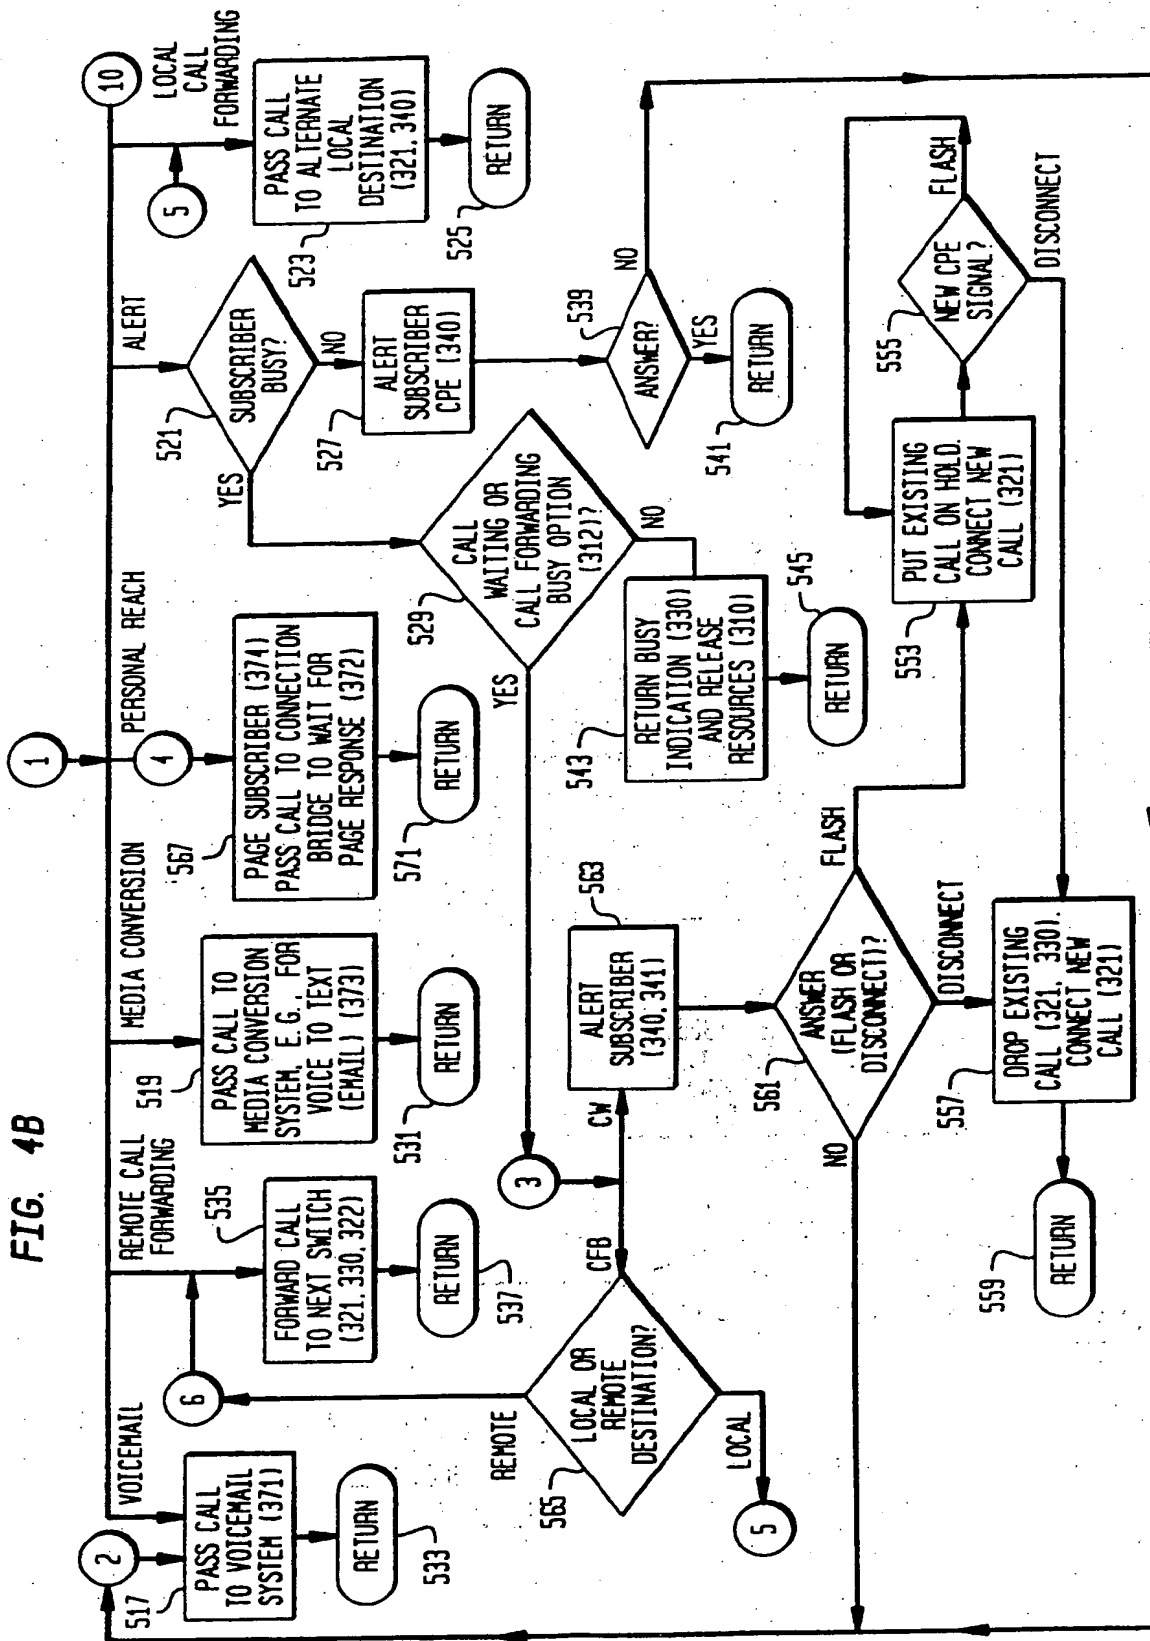 FIG. 4B
1
10
VOICEMAIL
REMOTE CALL
FORWARDING
MEDIA CONVERSION
PERSONAL REACH
ALERT
LOCAL
CALL
FORWARDING
2
6
4
5
517
PASS CALL
TO VOICEMAIL
SYSTEM (371)
RETURN
533
535
FORWARD CALL
TO NEXT SWITCH
(321, 330, 322)
RETURN
537
519
PASS CALL TO
MEDIA CONVERSION
SYSTEM, E.G., FOR
VOICE TO TEXT
(EMAIL) (373)
RETURN
531
567
PAGE SUBSCRIBER (374)
PASS CALL TO CONNECTION
BRIDGE TO WAIT FOR
PAGE RESPONSE (372)
RETURN
571
521
SUBSCRIBER
BUSY?
YES
NO
527
ALERT
SUBSCRIBER
CPE (340)
523
PASS CALL
TO ALTERNATE
LOCAL
DESTINATION
(321, 340)
RETURN
525
529
CALL
WAITING OR
CALL FORWARDING
BUSY OPTION
(312)?
YES
NO
539
ANSWER?
NO
YES
RETURN
541
543
RETURN BUSY
INDICATION (330)
AND RELEASE
RESOURCES (310)
RETURN
545
3
CFB
CW
565
LOCAL OR
REMOTE
DESTINATION?
REMOTE
LOCAL
5
563
ALERT
SUBSCRIBER
(340, 341)
561
ANSWER
(FLASH OR
DISCONNECT)?
NO
FLASH
DISCONNECT
553
PUT EXISTING
CALL ON HOLD.
CONNECT NEW
CALL (321)
555
NEW CPE
SIGNAL?
FLASH
DISCONNECT
557
DROP EXISTING
CALL (321, 330).
CONNECT NEW
CALL (321)
559
RETURN